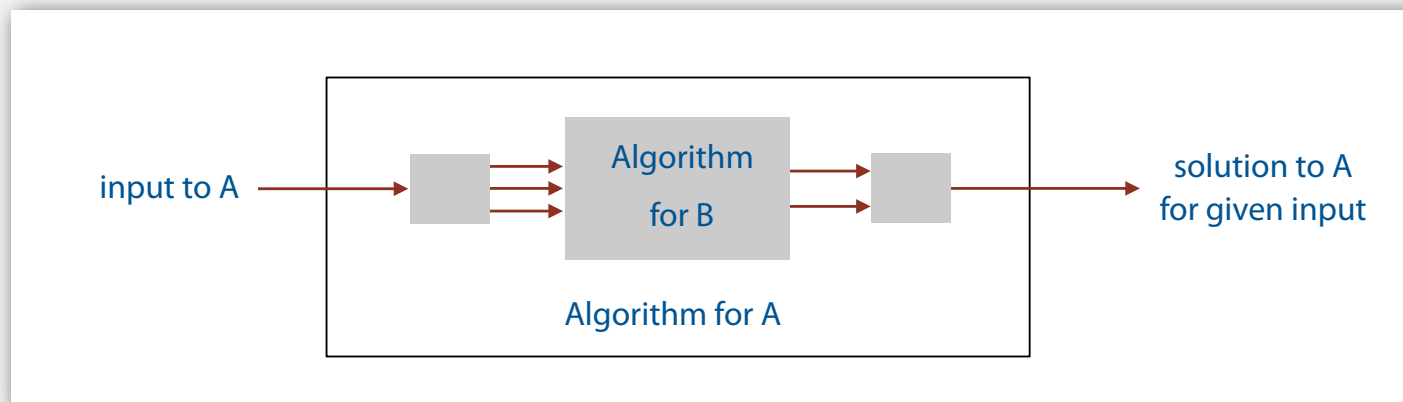 input to A
Algorithm
for B
Algorithm for A
solution to A
for given input